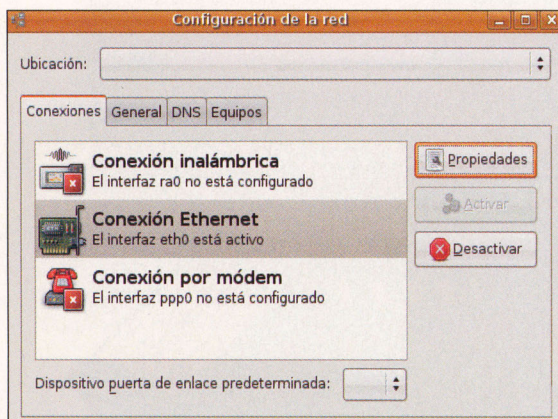 Configuración de la red
Ubicación:
Conexiones General DNS Equipos
Conexión inalámbrica
El interfaz ra0 no está configurado
Propiedades
Activar
Conexión Ethernet
El interfaz eth0 está activo
Desactivar
Conexión por módem
El interfaz ppp0 no está configurado
Dispositivo puerta de enlace predeterminada: